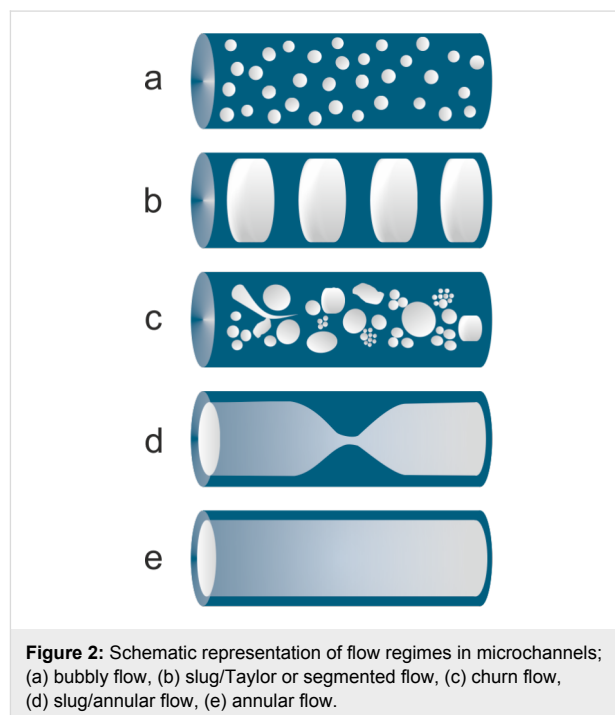 a
b
c
d
e
Figure 2: Schematic representation of flow regimes in microchannels;
(a) bubbly flow, (b) slug/Taylor or segmented flow, (c) churn flow,
(d) slug/annular flow, (e) annular flow.